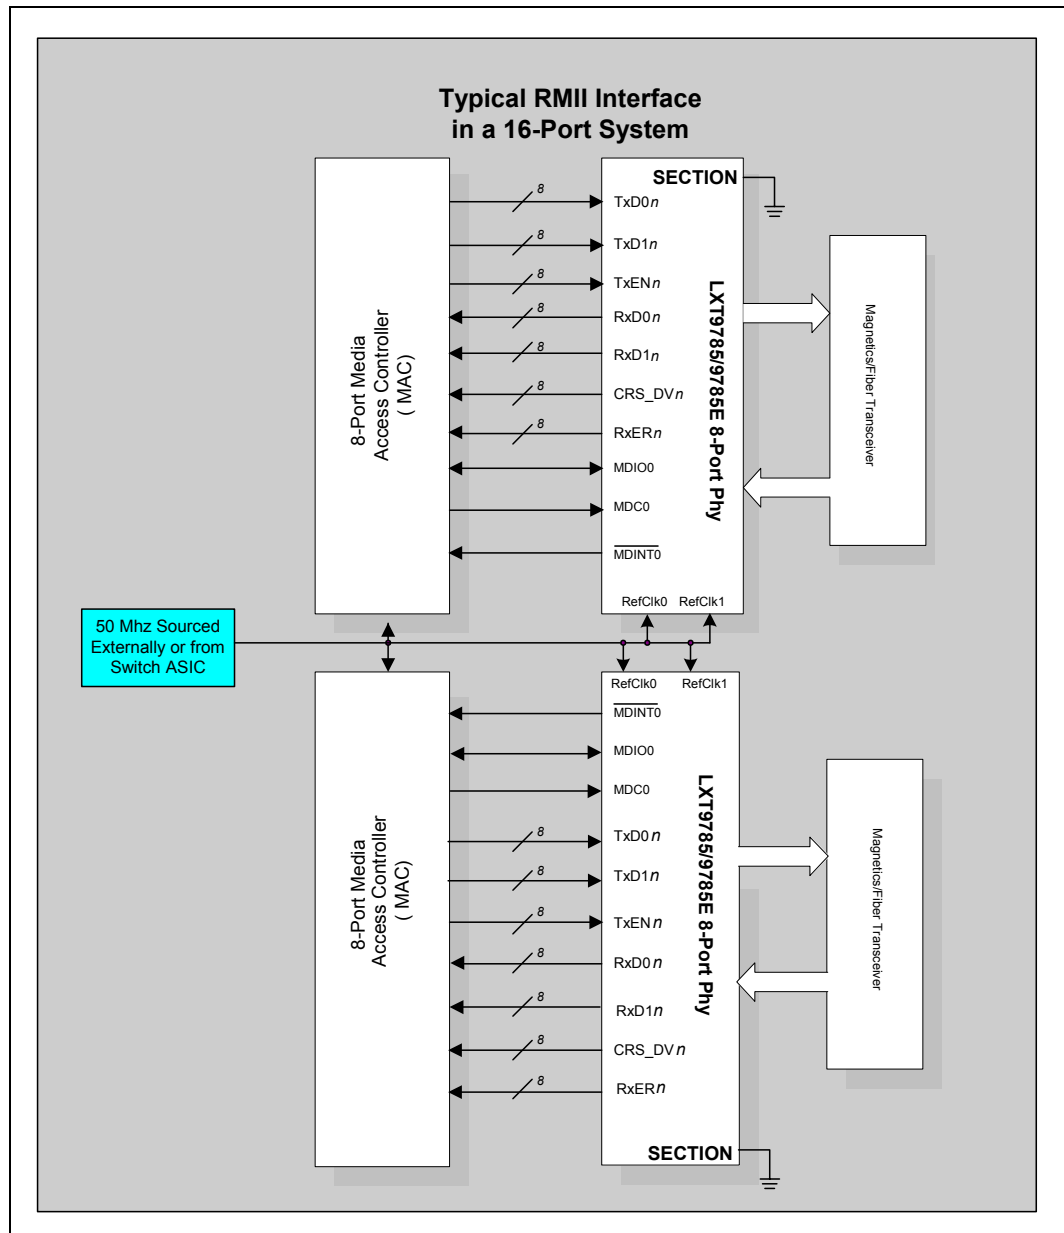 Typical RMII Interface
in a 16-Port System
8-Port Media
Access Controller
( MAC)
8
8
8
8
8
8
8
SECTION
TxD0n
TxD1n
TxENn
RxD0n
RxD1n
CRS_DVn
RxERn
MDIO0
MDC0
MDINT0
RefClk0 RefClk1
LXT9785/9785E 8-Port Phy
Magnetics/Fiber Transceiver
50 Mhz Sourced
Externally or from
Switch ASIC
8-Port Media
Access Controller
( MAC)
8
8
8
8
8
8
8
RefClk0 RefClk1
MDINT0
MDIO0
MDC0
TxD0n
TxD1n
TxENn
RxD0n
RxD1n
CRS_DVn
RxERn
SECTION
LXT9785/9785E 8-Port Phy
Magnetics/Fiber Transceiver